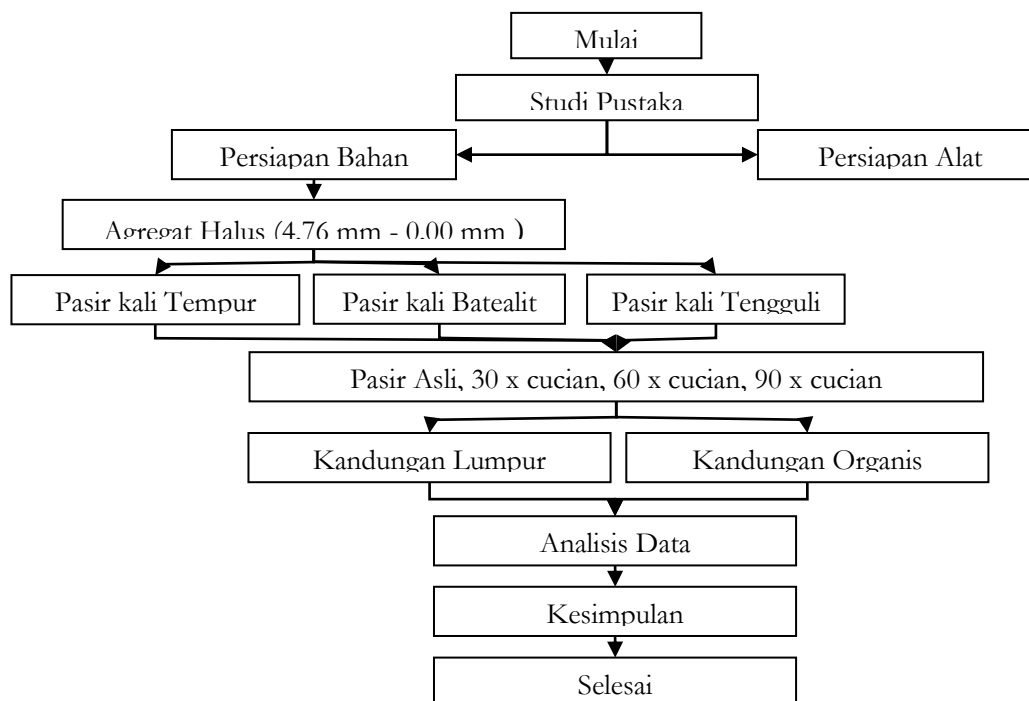 Mulai
Studi Pustaka
Persiapan Bahan
Persiapan Alat
Agregat Halus (4.76 mm - 0.00 mm )
Pasir kali Tempur
Pasir kali Batealit
Pasir kali Tengguli
Pasir Asli, 30 x cucian, 60 x cucian, 90 x cucian
Kandungan Lumpur
Kandungan Organis
Analisis Data
Kesimpulan
Selesai